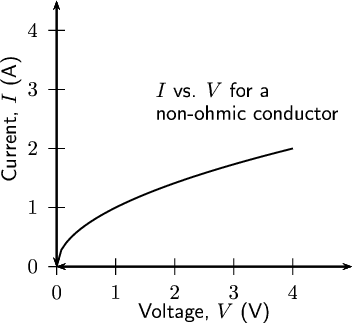 4
3
2
1
0
Current, I (A)
I vs. V for a
non-ohmic conductor
0 1 2 3 4
Voltage, V (V)